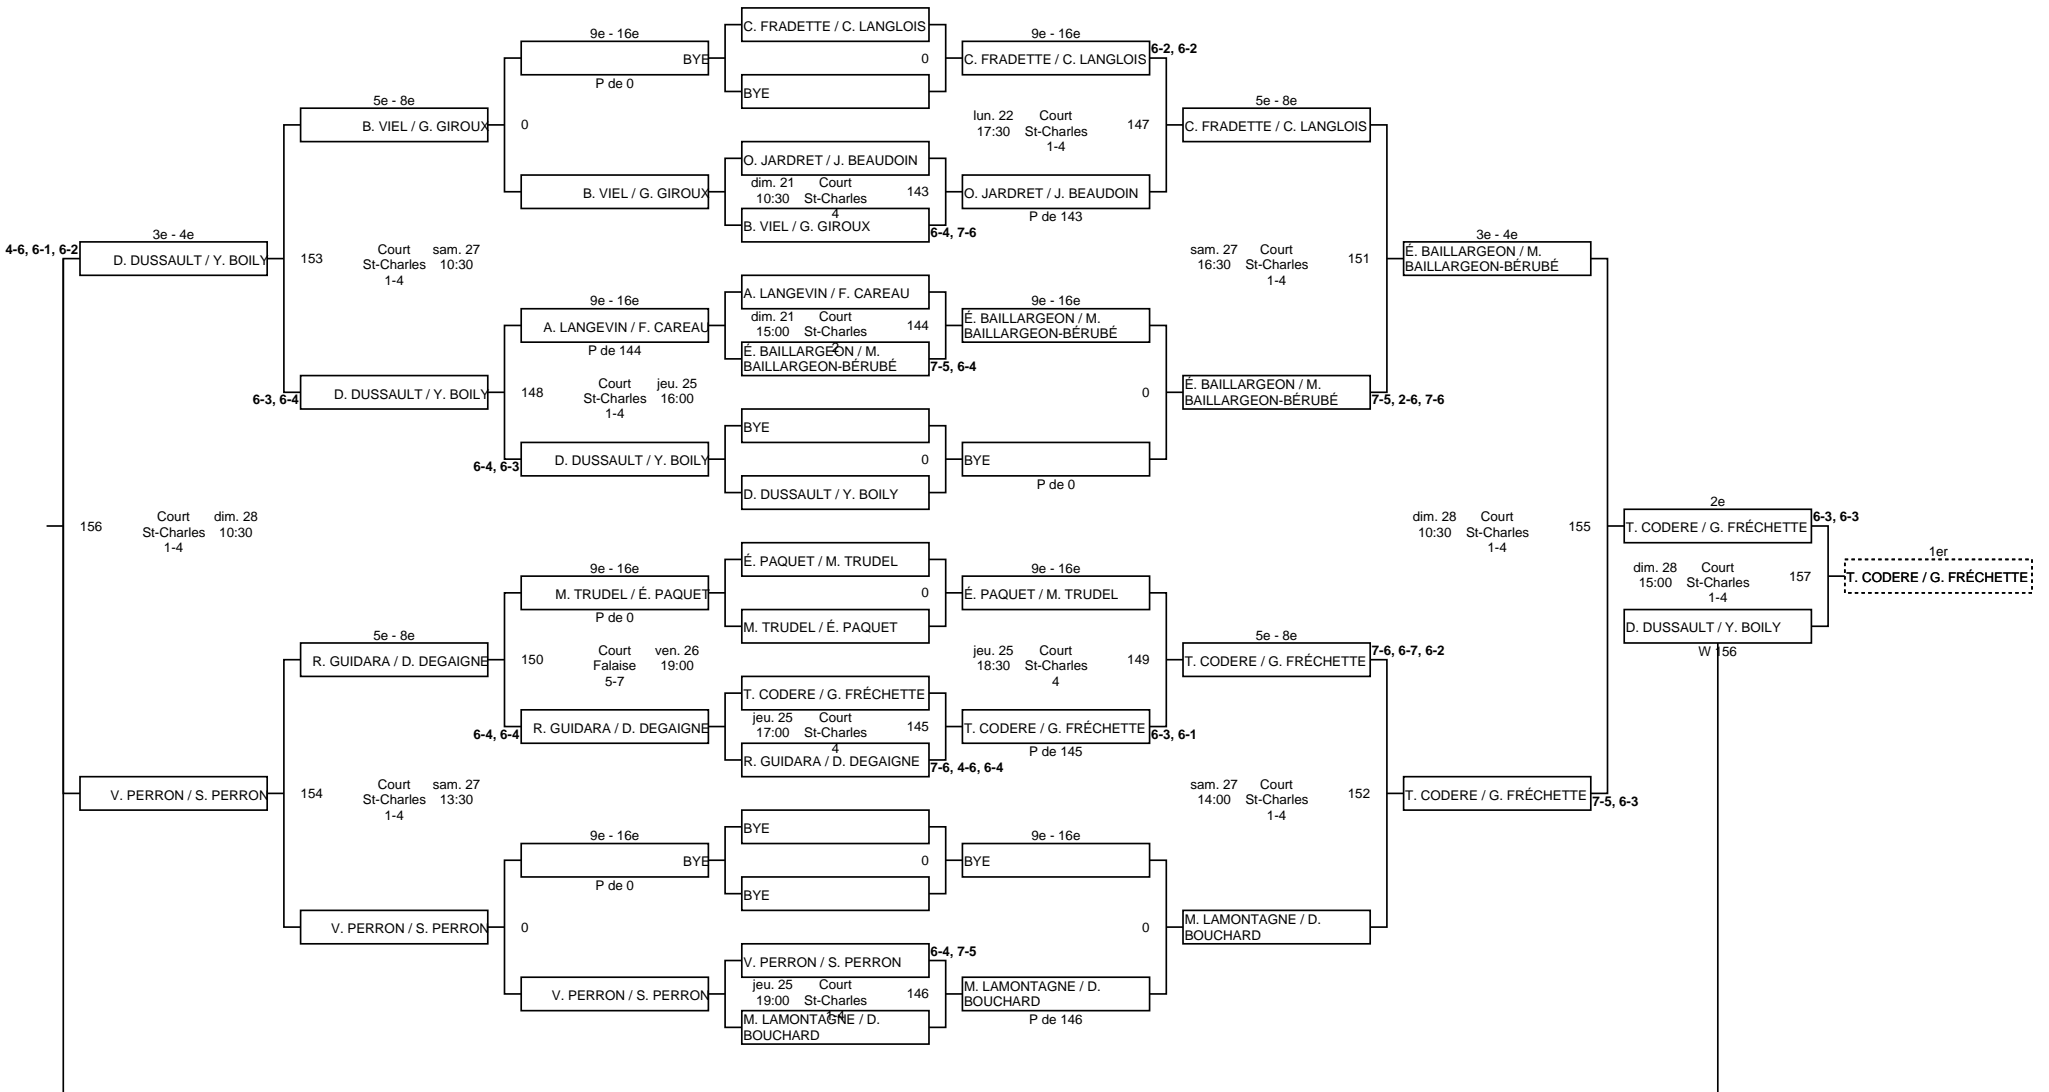 C. FRADETTE / C. LANGLOIS
9e - 16e
9e - 16e
6-2, 6-2
BYE
0
C. FRADETTE / C. LANGLOIS
P de 0
BYE
5e - 8e
lun. 22 Court
17:30 St-Charles
1-4
147
5e - 8e
B. VIEL / G. GIROUX
0
C. FRADETTE / C. LANGLOIS
O. JARDRET / J. BEAUDOIN
B. VIEL / G. GIROUX
dim. 21 Court
10:30 St-Charles
4
143
O. JARDRET / J. BEAUDOIN
P de 143
B. VIEL / G. GIROUX
6-4, 7-6
3e - 4e
4-6, 6-1, 6-2
D. DUSSAULT / Y. BOILY
153
Court sam. 27
St-Charles 10:30
1-4
sam. 27 Court
16:30 St-Charles
1-4
151
3e - 4e
É. BAILLARGEON / M.
BAILLARGEON-BÉRUBÉ
A. LANGEVIN / F. CAREAU
9e - 16e
9e - 16e
A. LANGEVIN / F. CAREAU
P de 144
dim. 21 Court
15:00 St-Charles
2
144
É. BAILLARGEON / M.
BAILLARGEON-BÉRUBÉ
É. BAILLARGEON / M.
BAILLARGEON-BÉRUBÉ
7-5, 6-4
6-3, 6-4
D. DUSSAULT / Y. BOILY
148
Court jeu. 25
St-Charles 16:00
1-4
0
É. BAILLARGEON / M.
BAILLARGEON-BÉRUBÉ
7-5, 2-6, 7-6
BYE
6-4, 6-3
D. DUSSAULT / Y. BOILY
0
BYE
P de 0
D. DUSSAULT / Y. BOILY
156
Court dim. 28
St-Charles 10:30
1-4
dim. 28 Court
10:30 St-Charles
1-4
155
2e
T. CODERE / G. FRÉCHETTE
6-3, 6-3
É. PAQUET / M. TRUDEL
9e - 16e
9e - 16e
M. TRUDEL / É. PAQUET
P de 0
0
É. PAQUET / M. TRUDEL
M. TRUDEL / É. PAQUET
dim. 28 Court
15:00 St-Charles
1-4
157
1er
T. CODERE / G. FRÉCHETTE
D. DUSSAULT / Y. BOILY
W 156
5e - 8e
R. GUIDARA / D. DEGAIGNE
150
Court ven. 26
Falaise 19:00
5-7
jeu. 25 Court
18:30 St-Charles
4
149
5e - 8e
T. CODERE / G. FRÉCHETTE
7-6, 6-7, 6-2
T. CODERE / G. FRÉCHETTE
6-4, 6-4
R. GUIDARA / D. DEGAIGNE
jeu. 25 Court
17:00 St-Charles
4
145
T. CODERE / G. FRÉCHETTE
6-3, 6-1
P de 145
R. GUIDARA / D. DEGAIGNE
7-6, 4-6, 6-4
V. PERRON / S. PERRON
154
Court sam. 27
St-Charles 13:30
1-4
sam. 27 Court
14:00 St-Charles
1-4
152
T. CODERE / G. FRÉCHETTE
7-5, 6-3
BYE
9e - 16e
9e - 16e
BYE
P de 0
0
BYE
BYE
V. PERRON / S. PERRON
0
0
M. LAMONTAGNE / D.
BOUCHARD
V. PERRON / S. PERRON
6-4, 7-5
V. PERRON / S. PERRON
jeu. 25 Court
19:00 St-Charles
1-4
146
M. LAMONTAGNE / D.
BOUCHARD
P de 146
M. LAMONTAGNE / D.
BOUCHARD